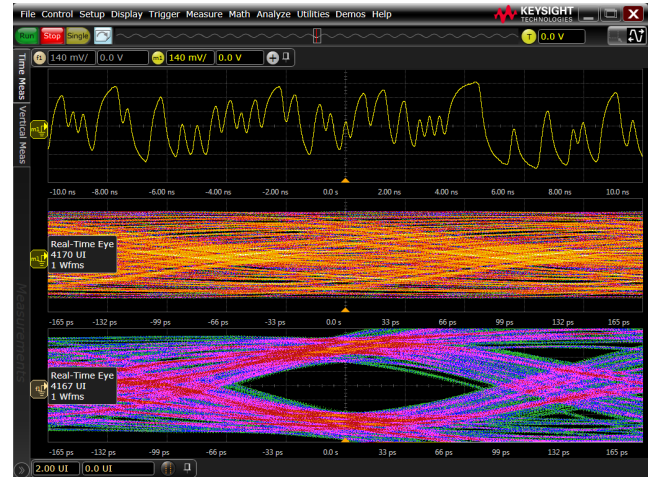 File Control Setup Display Trigger Measure Math Analyze Utilities Demos Help
KEYSIGHT
TECHNOLOGIES
Run Stop Single T 0.0 V
f1 140 mV/ 0.0 V m1 140 mV/ 0.0 V
Time Meas
Vertical Meas
Measurements
m1
-10.0 ns -8.00 ns -6.00 ns -4.00 ns -2.00 ns 0.0 s 2.00 ns 4.00 ns 6.00 ns 8.00 ns 10.0 ns
m1
Real-Time Eye
4170 UI
1 Wfms
-165 ps -132 ps -99 ps -66 ps -33 ps 0.0 s 33 ps 66 ps 99 ps 132 ps 165 ps
f1
Real-Time Eye
4167 UI
1 Wfms
-165 ps -132 ps -99 ps -66 ps -33 ps 0.0 s 33 ps 66 ps 99 ps 132 ps 165 ps
2.00 UI 0.0 UI